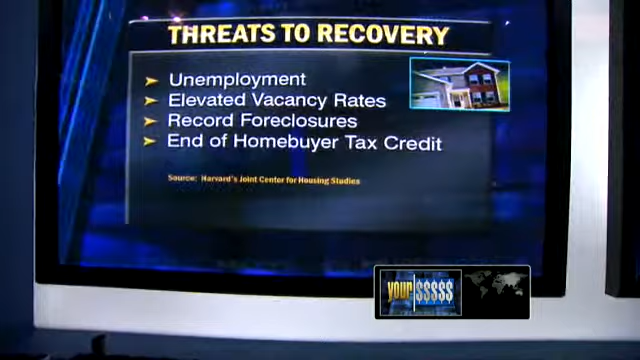 THREATS TO RECOVERY
Unemployment
Elevated Vacancy Rates
Record Foreclosures
End of Homebuyer Tax Credit
Source: Harvard's Joint Center for Housing Studies
your $$$$$